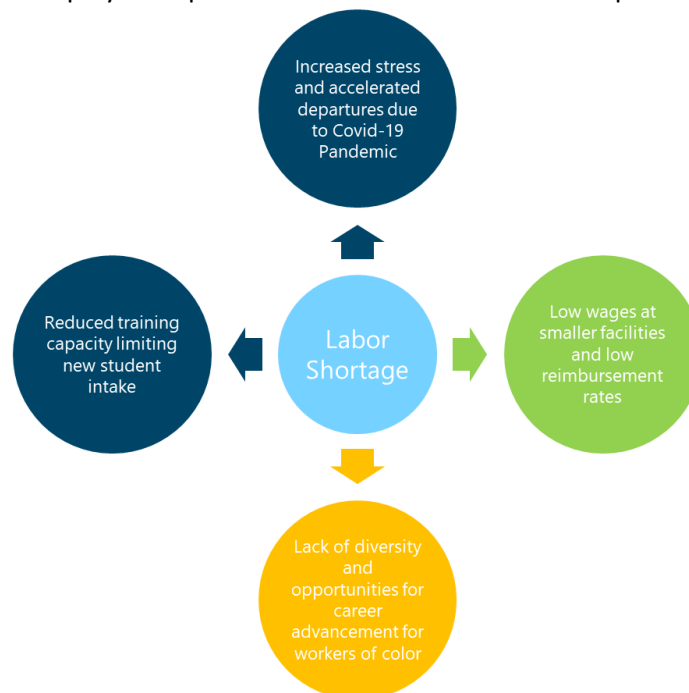 Increased stress
and accelerated
departures due
to Covid-19
Pandemic
Reduced training
capacity limiting
new student
intake
Labor
Shortage
Low wages at
smaller facilities
and low
reimbursement
rates
Lack of diversity
and
opportunities for
career
advancement for
workers of color